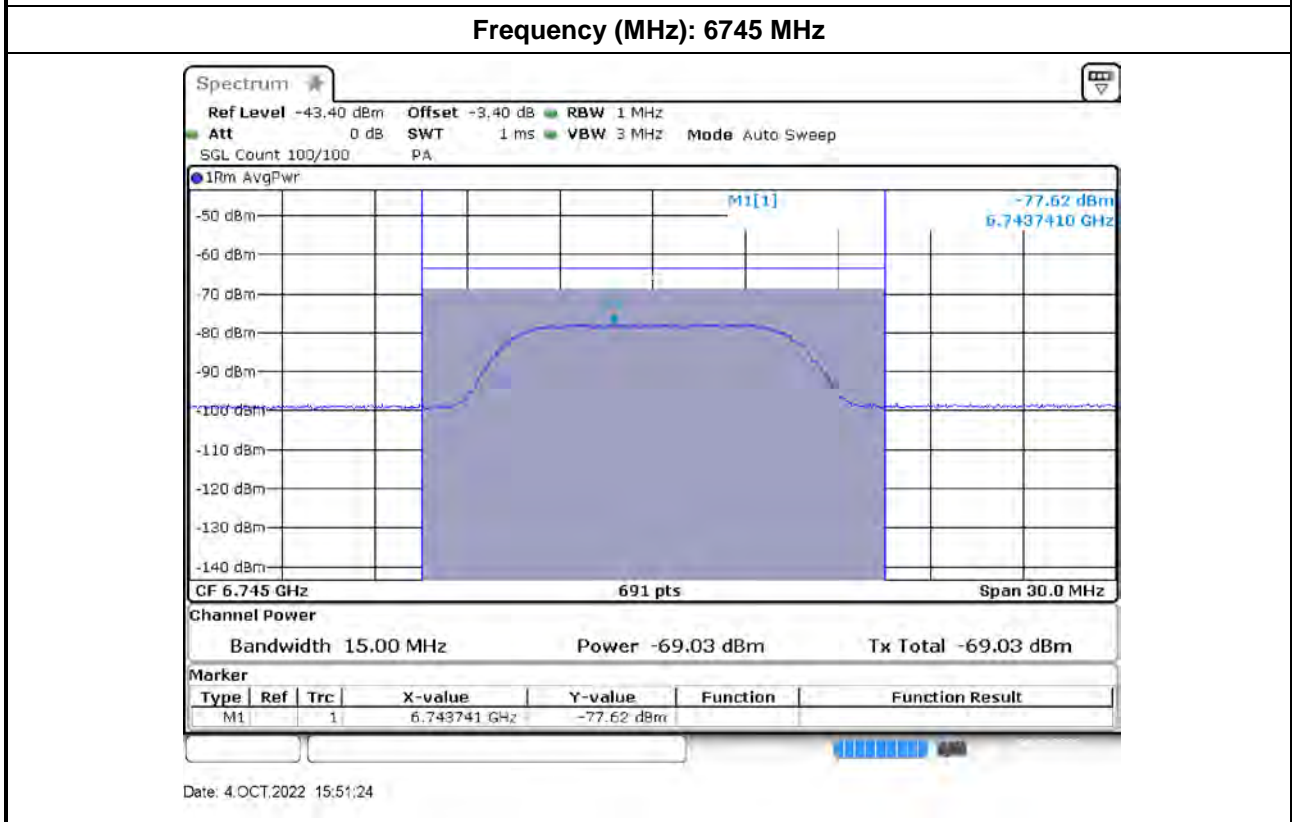 Frequency (MHz): 6745 MHz
Spectrum
Ref Level -43.40 dBm Offset -3.40 dB RBW 1 MHz
Att 0 dB SWT 1 ms VBW 3 MHz Mode Auto Sweep
SGL Count 100/100 PA
1Rm AvgPwr
M1[1] -77.62 dBm
6.7437410 GHz
-50 dBm
-60 dBm
-70 dBm
-80 dBm
-90 dBm
-100 dBm
-110 dBm
-120 dBm
-130 dBm
-140 dBm
CF 6.745 GHz 691 pts Span 30.0 MHz
Channel Power
Bandwidth 15.00 MHz Power -69.03 dBm Tx Total -69.03 dBm
Marker
Type Ref Trc X-value Y-value Function Function Result
M1 1 6.743741 GHz -77.62 dBm
Date: 4.OCT.2022 15:51:24